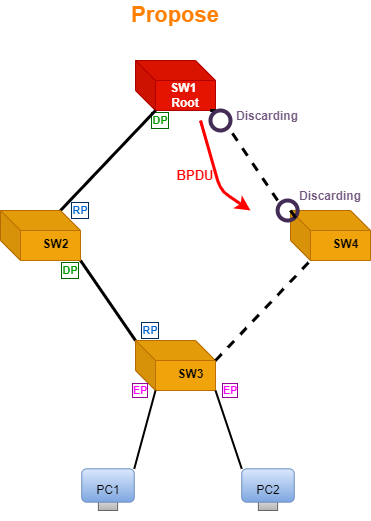 Propose
SW1
Root
DP
Discarding
BPDU
Discarding
RP
SW2
SW4
DP
RP
SW3
EP
EP
PC1
PC2